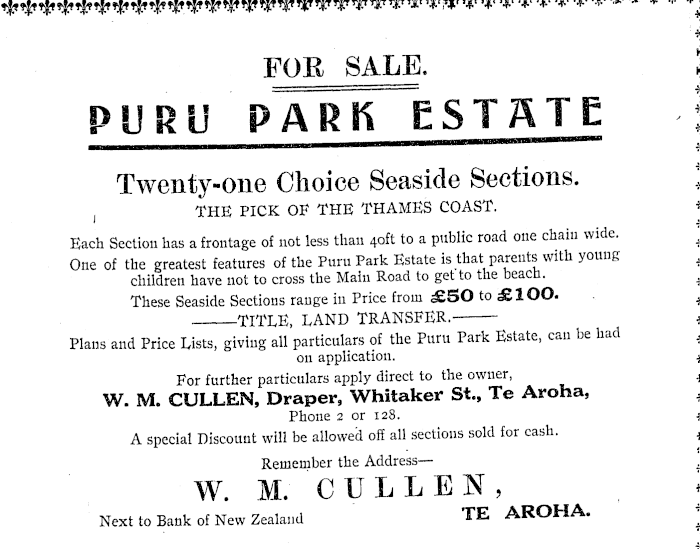 FOR SALE.
PURU PARK ESTATE
Twenty-one Choice Seaside Sections.
THE PICK OF THE THAMES COAST.
Each Section has a frontage of not less than 40ft to a public road one chain wide.
One of the greatest features of the Puru Park Estate is that parents with young
children have not to cross the Main Road to get to the beach.
These Seaside Sections range in Price from £50 to £100.
——TITLE, LAND TRANSFER.——
Plans and Price Lists, giving all particulars of the Puru Park Estate, can be had
on application.
For further particulars apply direct to the owner,
W. M. CULLEN, Draper, Whitaker St., Te Aroha,
Phone 2 or 128.
A special Discount will be allowed off all sections sold for cash.
Remember the Address—
W. M. CULLEN,
Next to Bank of New Zealand TE AROHA.